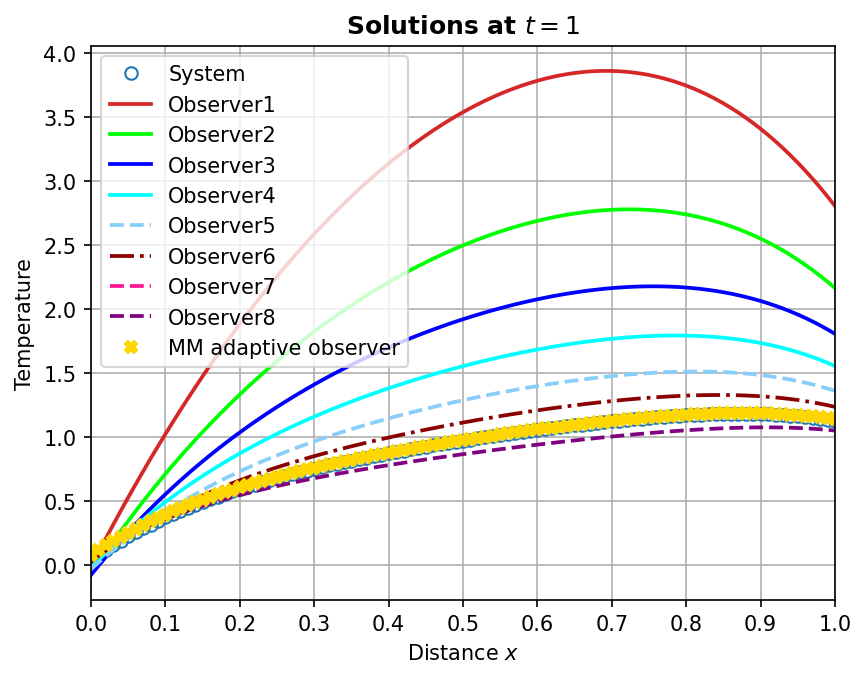 Solutions at t = 1
4.0
3.5
3.0
2.5
2.0
1.5
1.0
0.5
0.0
Temperature
System
Observer1
Observer2
Observer3
Observer4
Observer5
Observer6
Observer7
Observer8
MM adaptive observer
0.0 0.1 0.2 0.3 0.4 0.5 0.6 0.7 0.8 0.9 1.0
Distance x